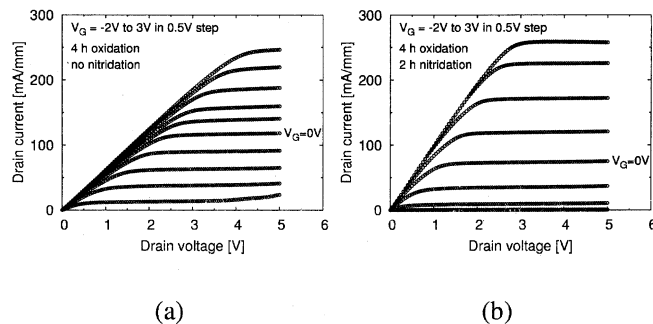 V_G = -2V to 3V in 0.5V step
4 h oxidation
no nitridation
V_G=0V
Drain current [mA/mm]
300
200
100
0
0 1 2 3 4 5 6
Drain voltage [V]
(a)
V_G = -2V to 3V in 0.5V step
4 h oxidation
2 h nitridation
V_G=0V
Drain current [mA/mm]
300
200
100
0
0 1 2 3 4 5 6
Drain voltage [V]
(b)